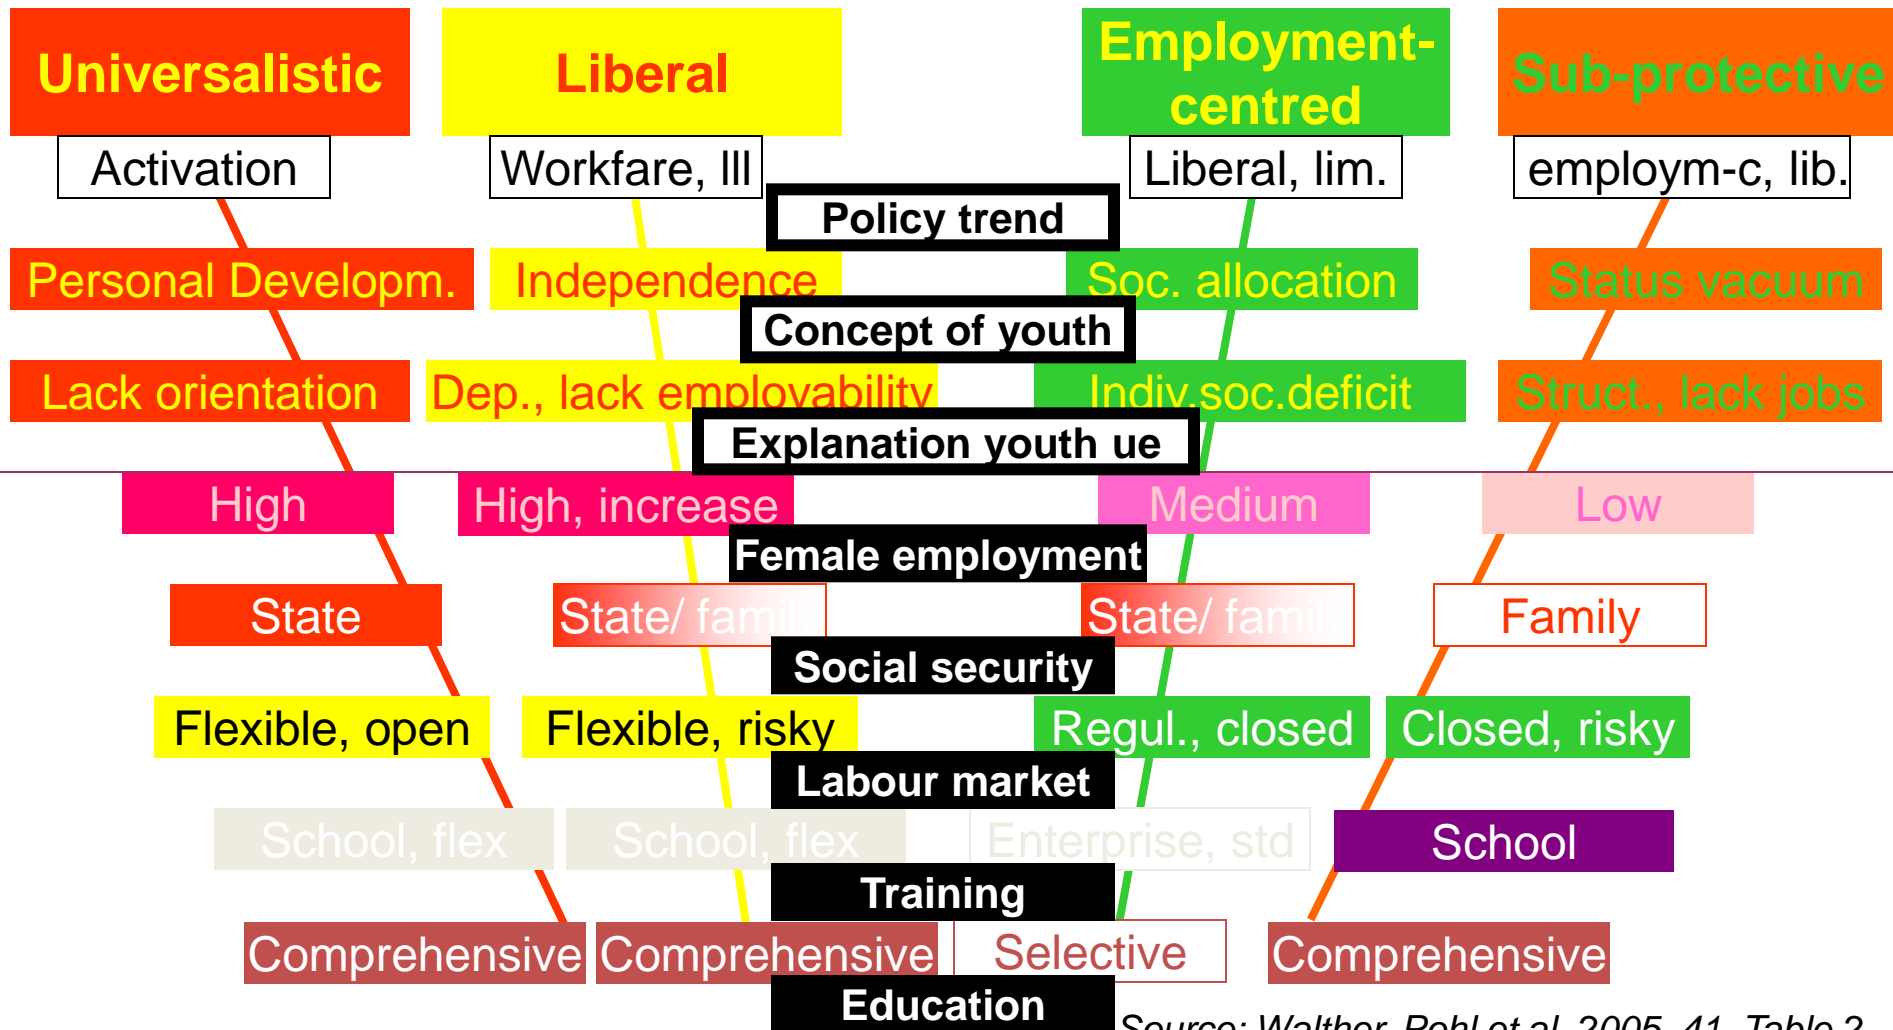 Universalistic
Liberal
Employment-
centred
Sub-protective
Activation
Workfare, lll
Liberal, lim.
employm-c, lib.
Policy trend
Personal Developm.
Independence
Soc. allocation
Status vacuum
Concept of youth
Lack orientation
Dep., lack employability
Indiv.soc.deficit
Struct., lack jobs
Explanation youth ue
High
High, increase
Medium
Low
Female employment
State
State/ family
State/ family
Family
Social security
Flexible, open
Flexible, risky
Regul., closed
Closed, risky
Labour market
School, flex
School, flex
Enterprise, std
School
Training
Comprehensive
Comprehensive
Selective
Comprehensive
Education
Source: Walther, Pohl et al. 2005, 41, Table 2